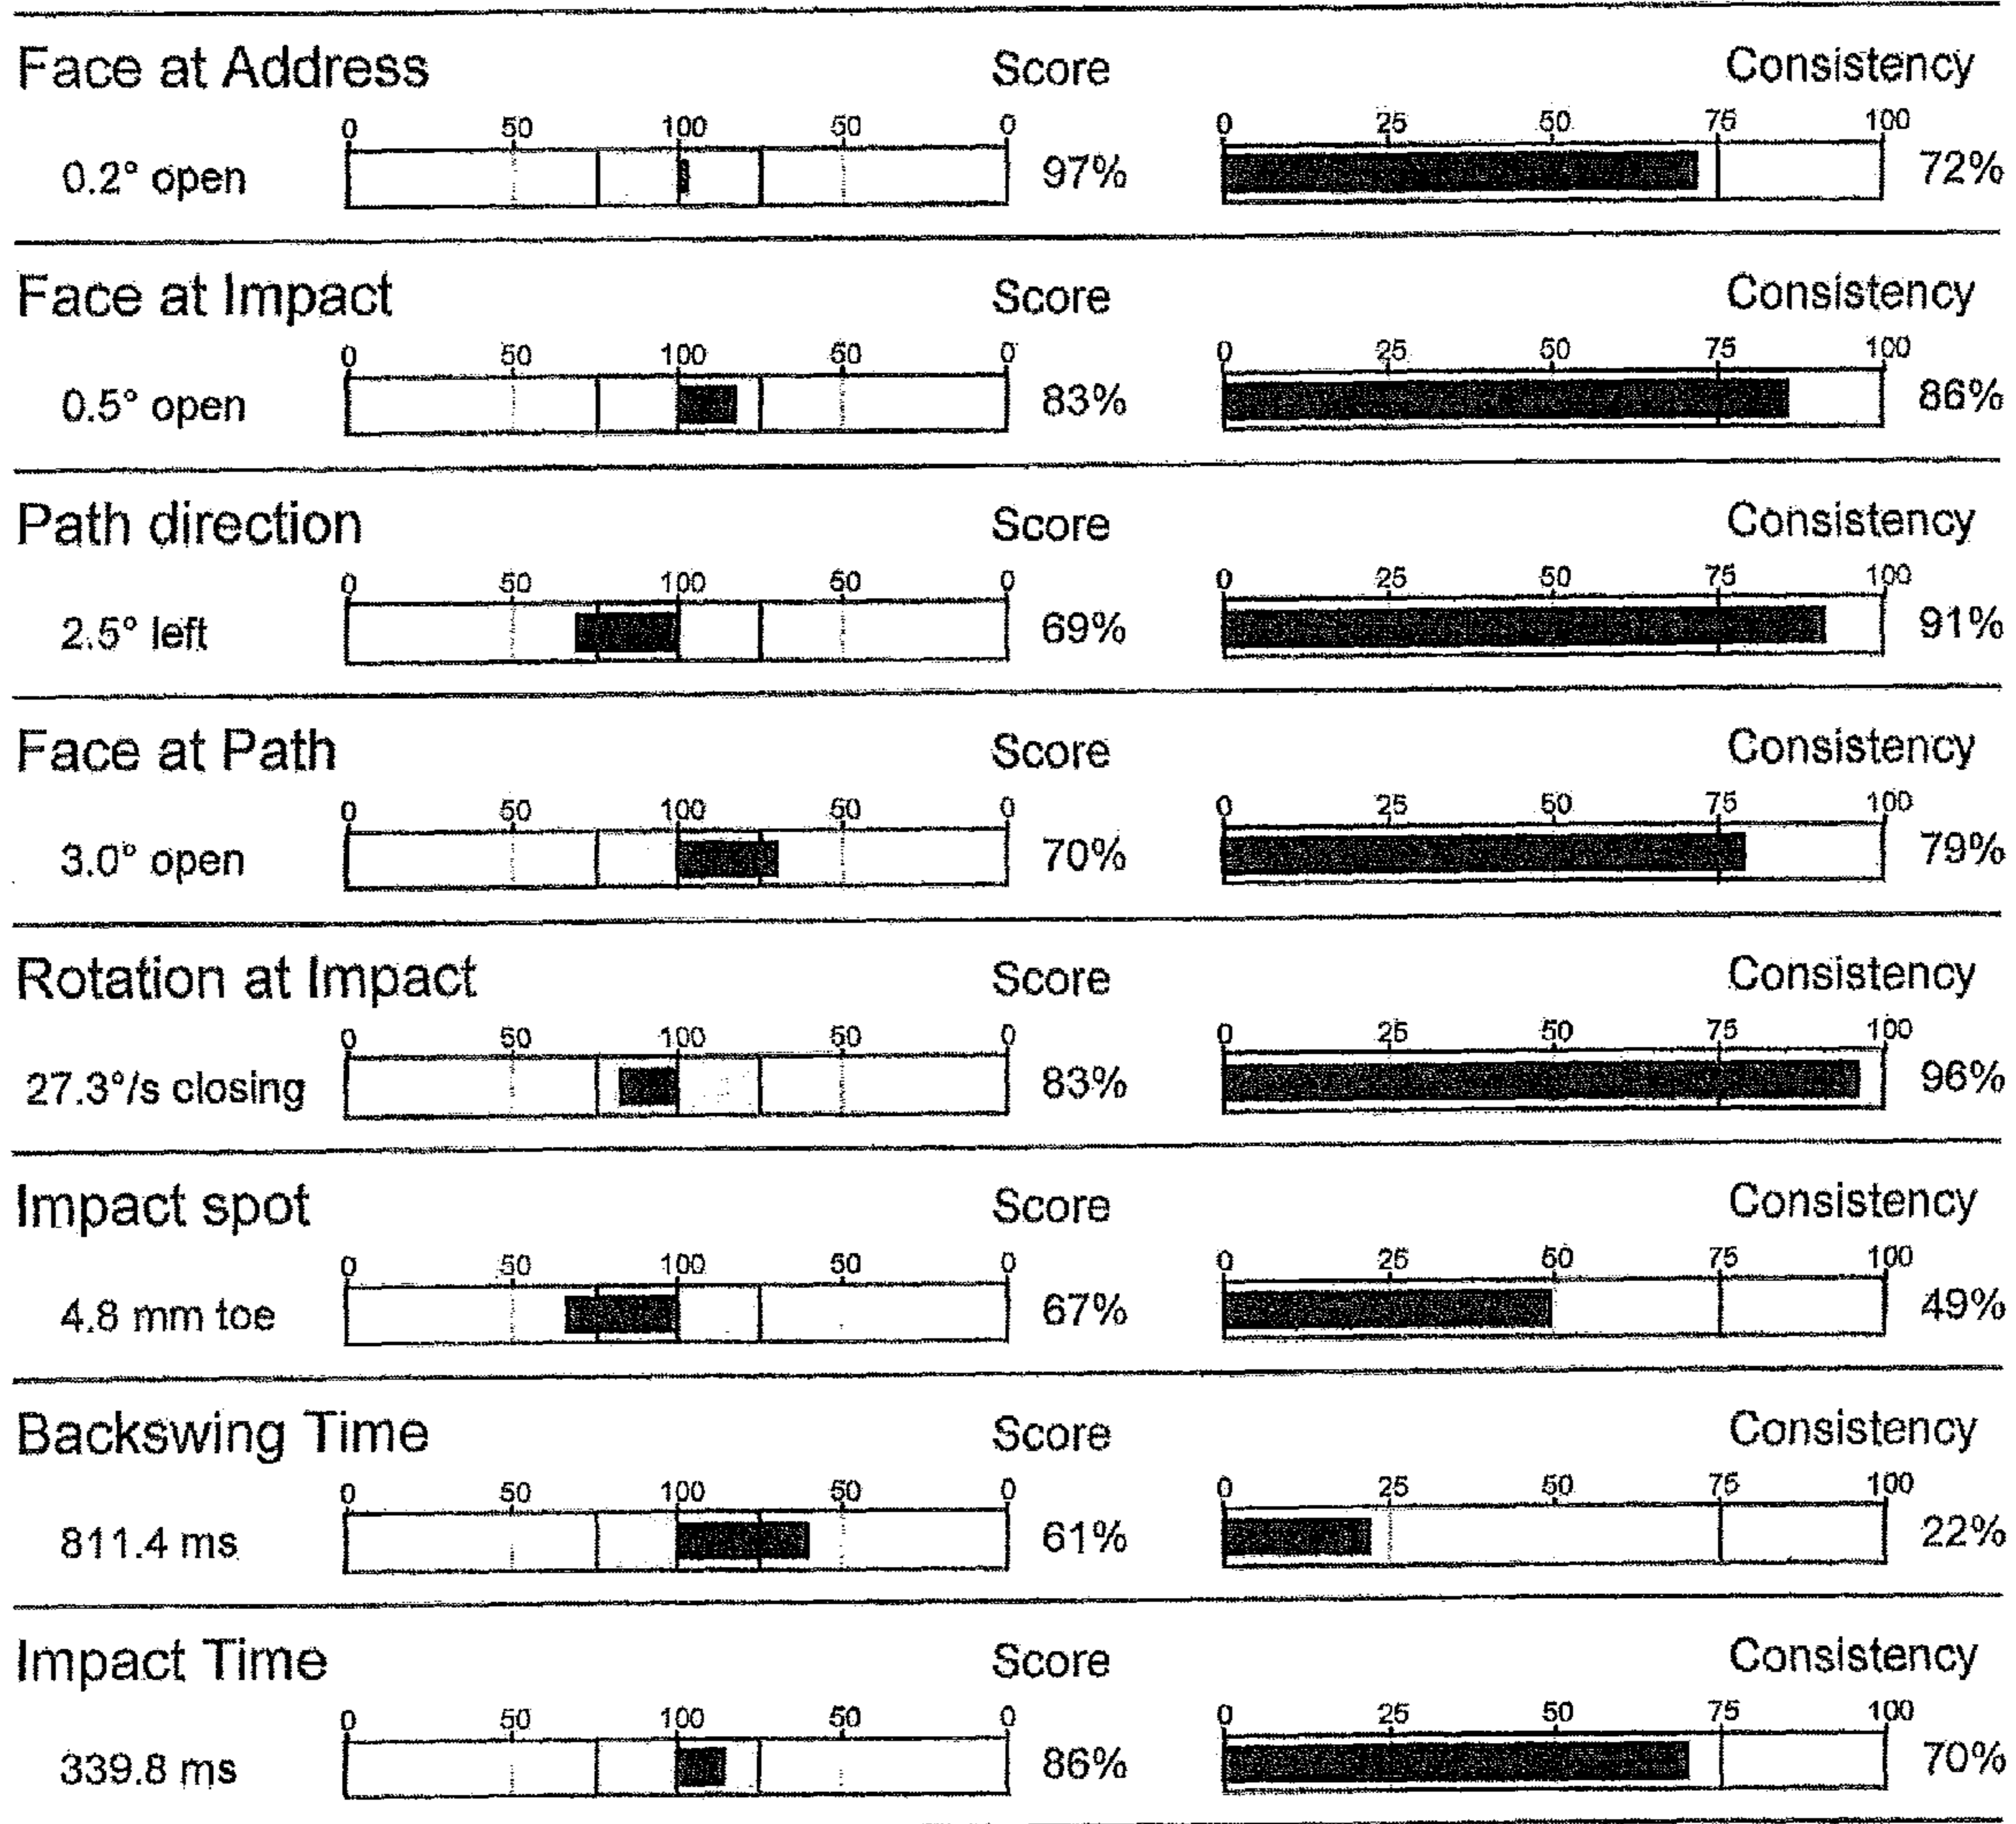 Face at Address Score Consistency
0 50 100 50 0 0 25 50 75 100
0.2° open 97% 72%
Face at Impact Score Consistency
0 50 100 50 0 0 25 50 75 100
0.5° open 83% 86%
Path direction Score Consistency
0 50 100 50 0 0 25 50 75 100
2.5° left 69% 91%
Face at Path Score Consistency
0 50 100 50 0 0 25 50 75 100
3.0° open 70% 79%
Rotation at Impact Score Consistency
0 50 100 50 0 0 25 50 75 100
27.3°/s closing 83% 96%
Impact spot Score Consistency
0 50 100 50 0 0 25 50 75 100
4.8 mm toe 67% 49%
Backswing Time Score Consistency
0 50 100 50 0 0 25 50 75 100
811.4 ms 61% 22%
Impact Time Score Consistency
0 50 100 50 0 0 25 50 75 100
339.8 ms 86% 70%